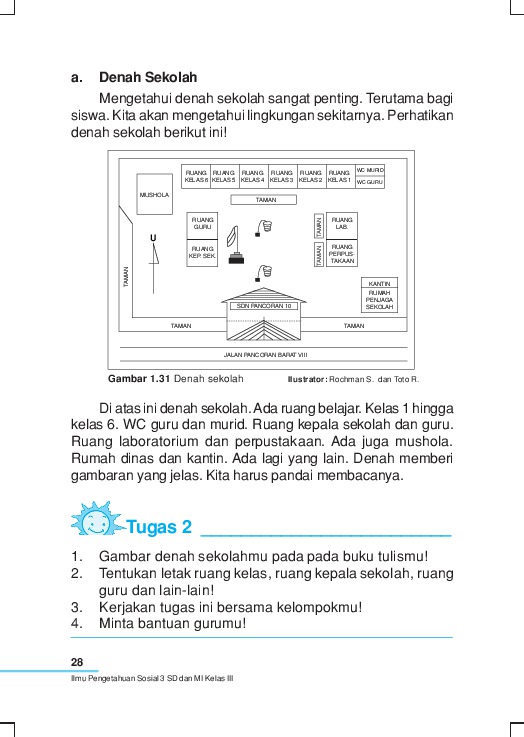 a. Denah Sekolah
Mengetahui denah sekolah sangat penting. Terutama bagi
siswa. Kita akan mengetahui lingkungan sekitarnya. Perhatikan
denah sekolah berikut ini!
RUANG KELAS 6
RUANG KELAS 5
RUANG KELAS 4
RUANG KELAS 3
RUANG KELAS 2
RUANG KELAS 1
WC MURID
WC GURU
MUSHOLA
TAMAN
RUANG
GURU
RUANG
KEP. SEK.
TAMAN
TAMAN
RUANG
LAB.
RUANG
PERPUS-
TAKAAN
U
TAMAN
KANTIN
RUMAH
PENJAGA
SEKOLAH
SDN PANCORAN 10
TAMAN
TAMAN
JALAN PANCORAN BARAT VIII
Gambar 1.31 Denah sekolah
Ilustrator: Rochman S. dan Toto R.
Di atas ini denah sekolah. Ada ruang belajar. Kelas 1 hingga
kelas 6. WC guru dan murid. Ruang kepala sekolah dan guru.
Ruang laboratorium dan perpustakaan. Ada juga mushola.
Rumah dinas dan kantin. Ada lagi yang lain. Denah memberi
gambaran yang jelas. Kita harus pandai membacanya.
Tugas 2
1. Gambar denah sekolahmu pada pada buku tulismu!
2. Tentukan letak ruang kelas, ruang kepala sekolah, ruang
guru dan lain-lain!
3. Kerjakan tugas ini bersama kelompokmu!
4. Minta bantuan gurumu!
28
Ilmu Pengetahuan Sosial 3 SD dan MI Kelas III